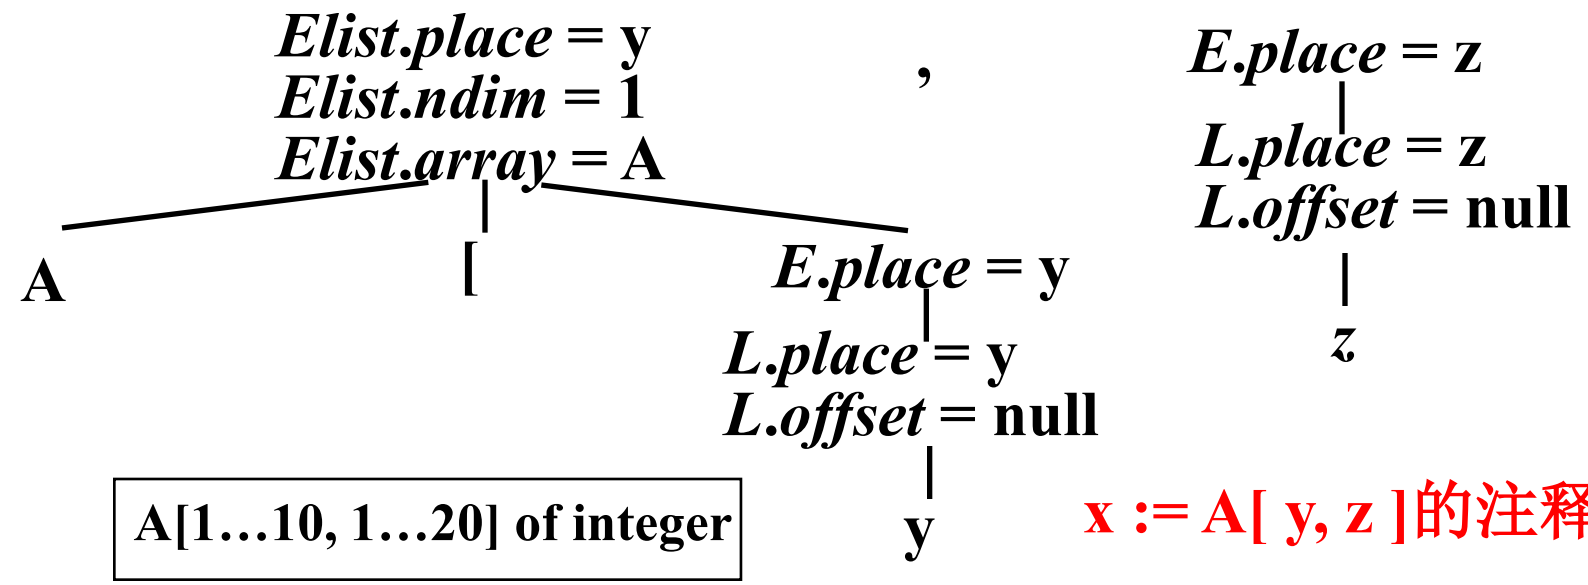 Elist.place = y
Elist.ndim = 1
Elist.array = A
,
E.place = z
L.place = z
L.offset = null
z
A
[
E.place = y
L.place = y
L.offset = null
y
A[1…10, 1…20] of integer
x := A[ y, z ]的注释